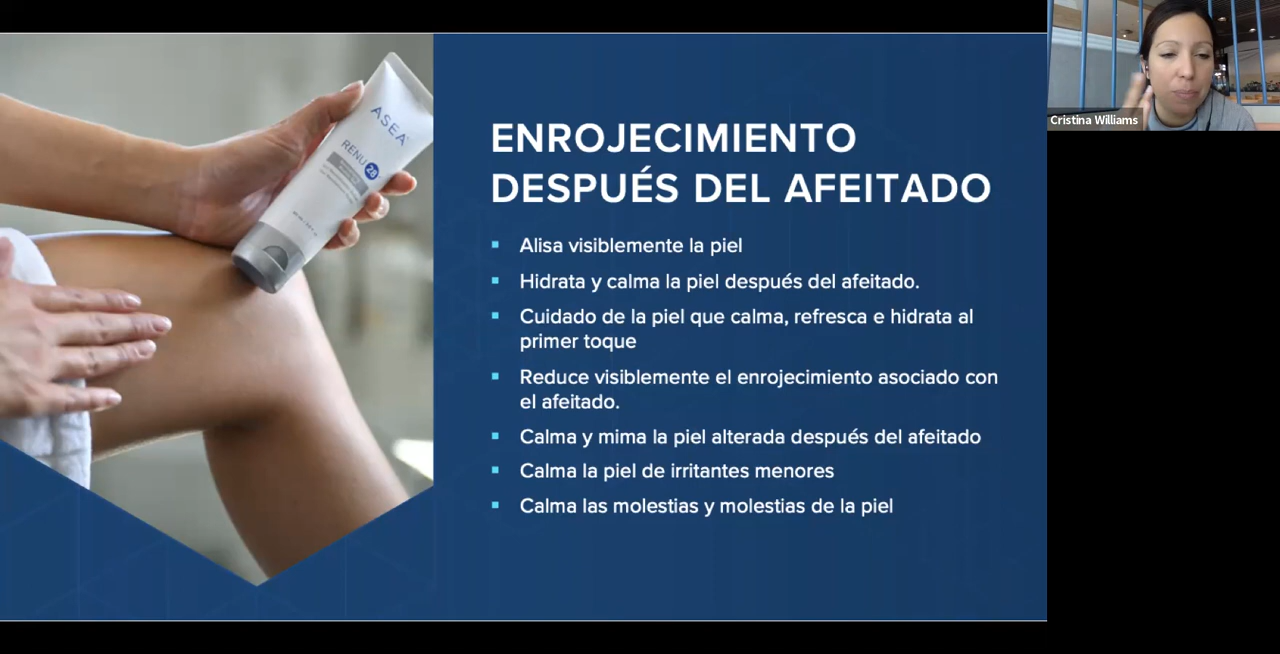 ENROJECIMIENTO
DESPUÉS DEL AFEITADO
▪ Alisa visiblemente la piel
▪ Hidrata y calma la piel después del afeitado.
▪ Cuidado de la piel que calma, refresca e hidrata al
primer toque
▪ Reduce visiblemente el enrojecimiento asociado con
el afeitado.
▪ Calma y mima la piel alterada después del afeitado
▪ Calma la piel de irritantes menores
▪ Calma las molestias y molestias de la piel
ASEA
RENU 28
Cristina Williams